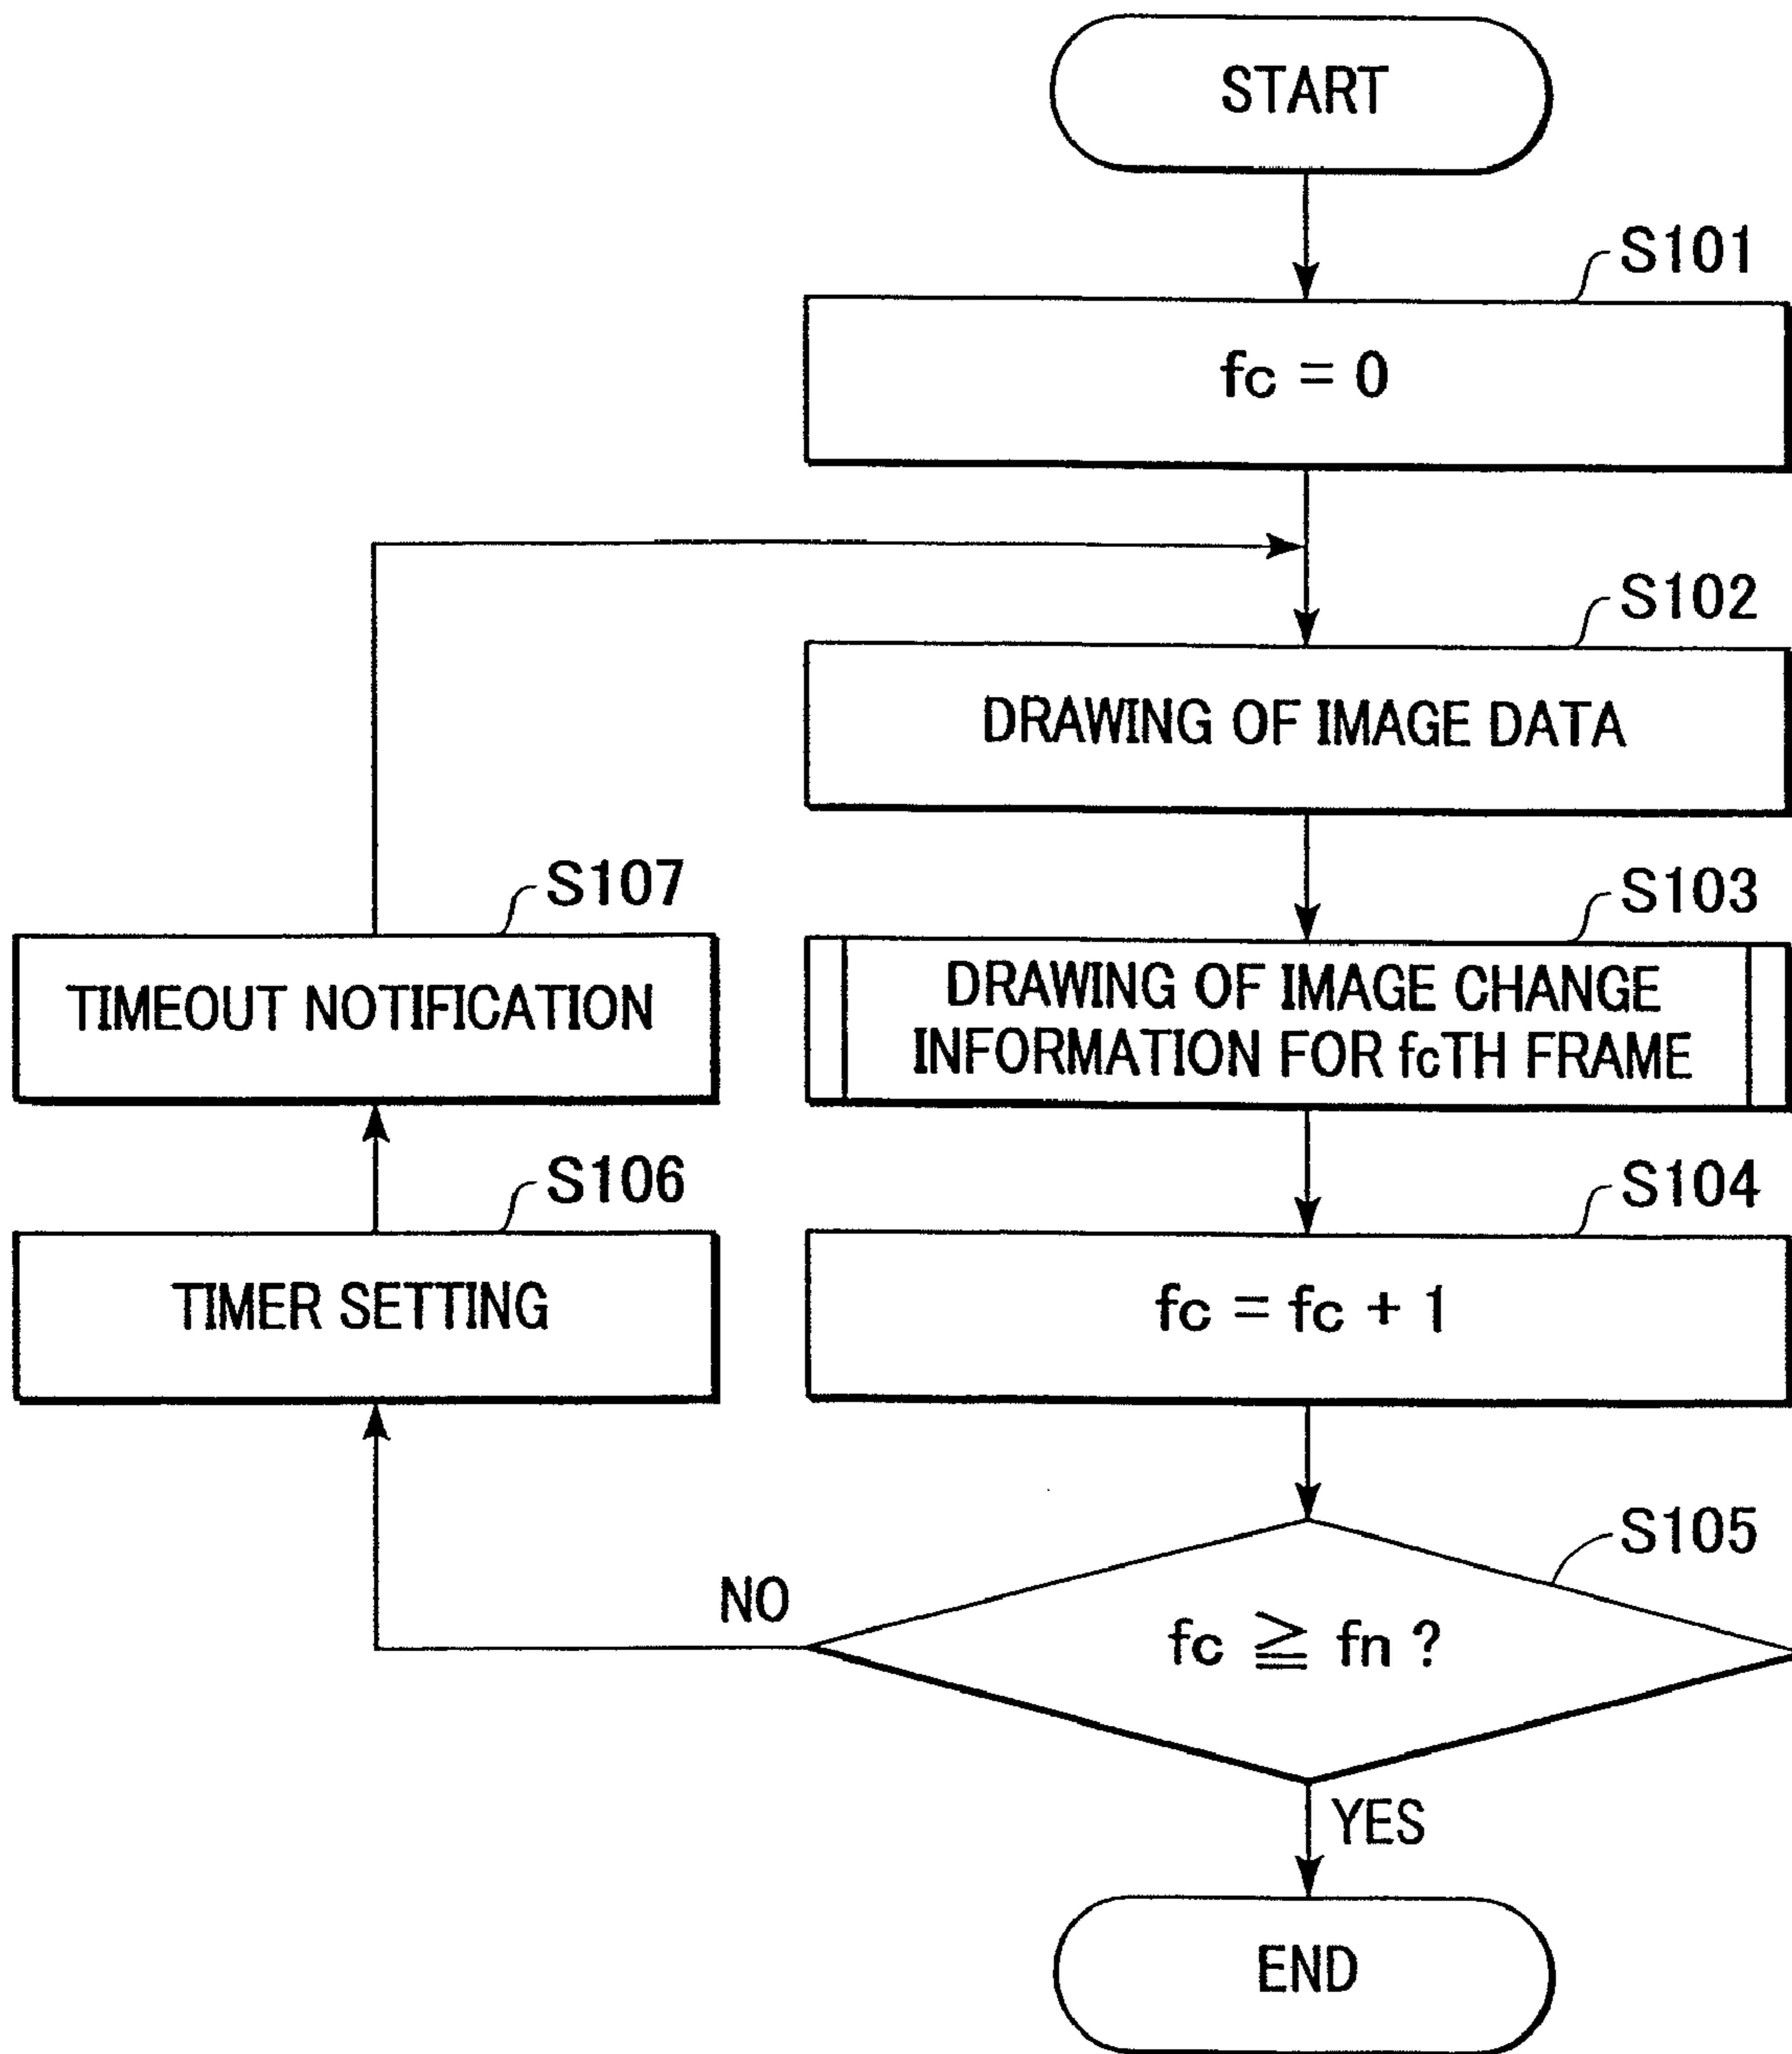 START
S101
fc = 0
S102
DRAWING OF IMAGE DATA
S107
TIMEOUT NOTIFICATION
S103
DRAWING OF IMAGE CHANGE
INFORMATION FOR fcTH FRAME
S106
TIMER SETTING
S104
fc = fc + 1
S105
NO
fc ≧ fn ?
YES
END